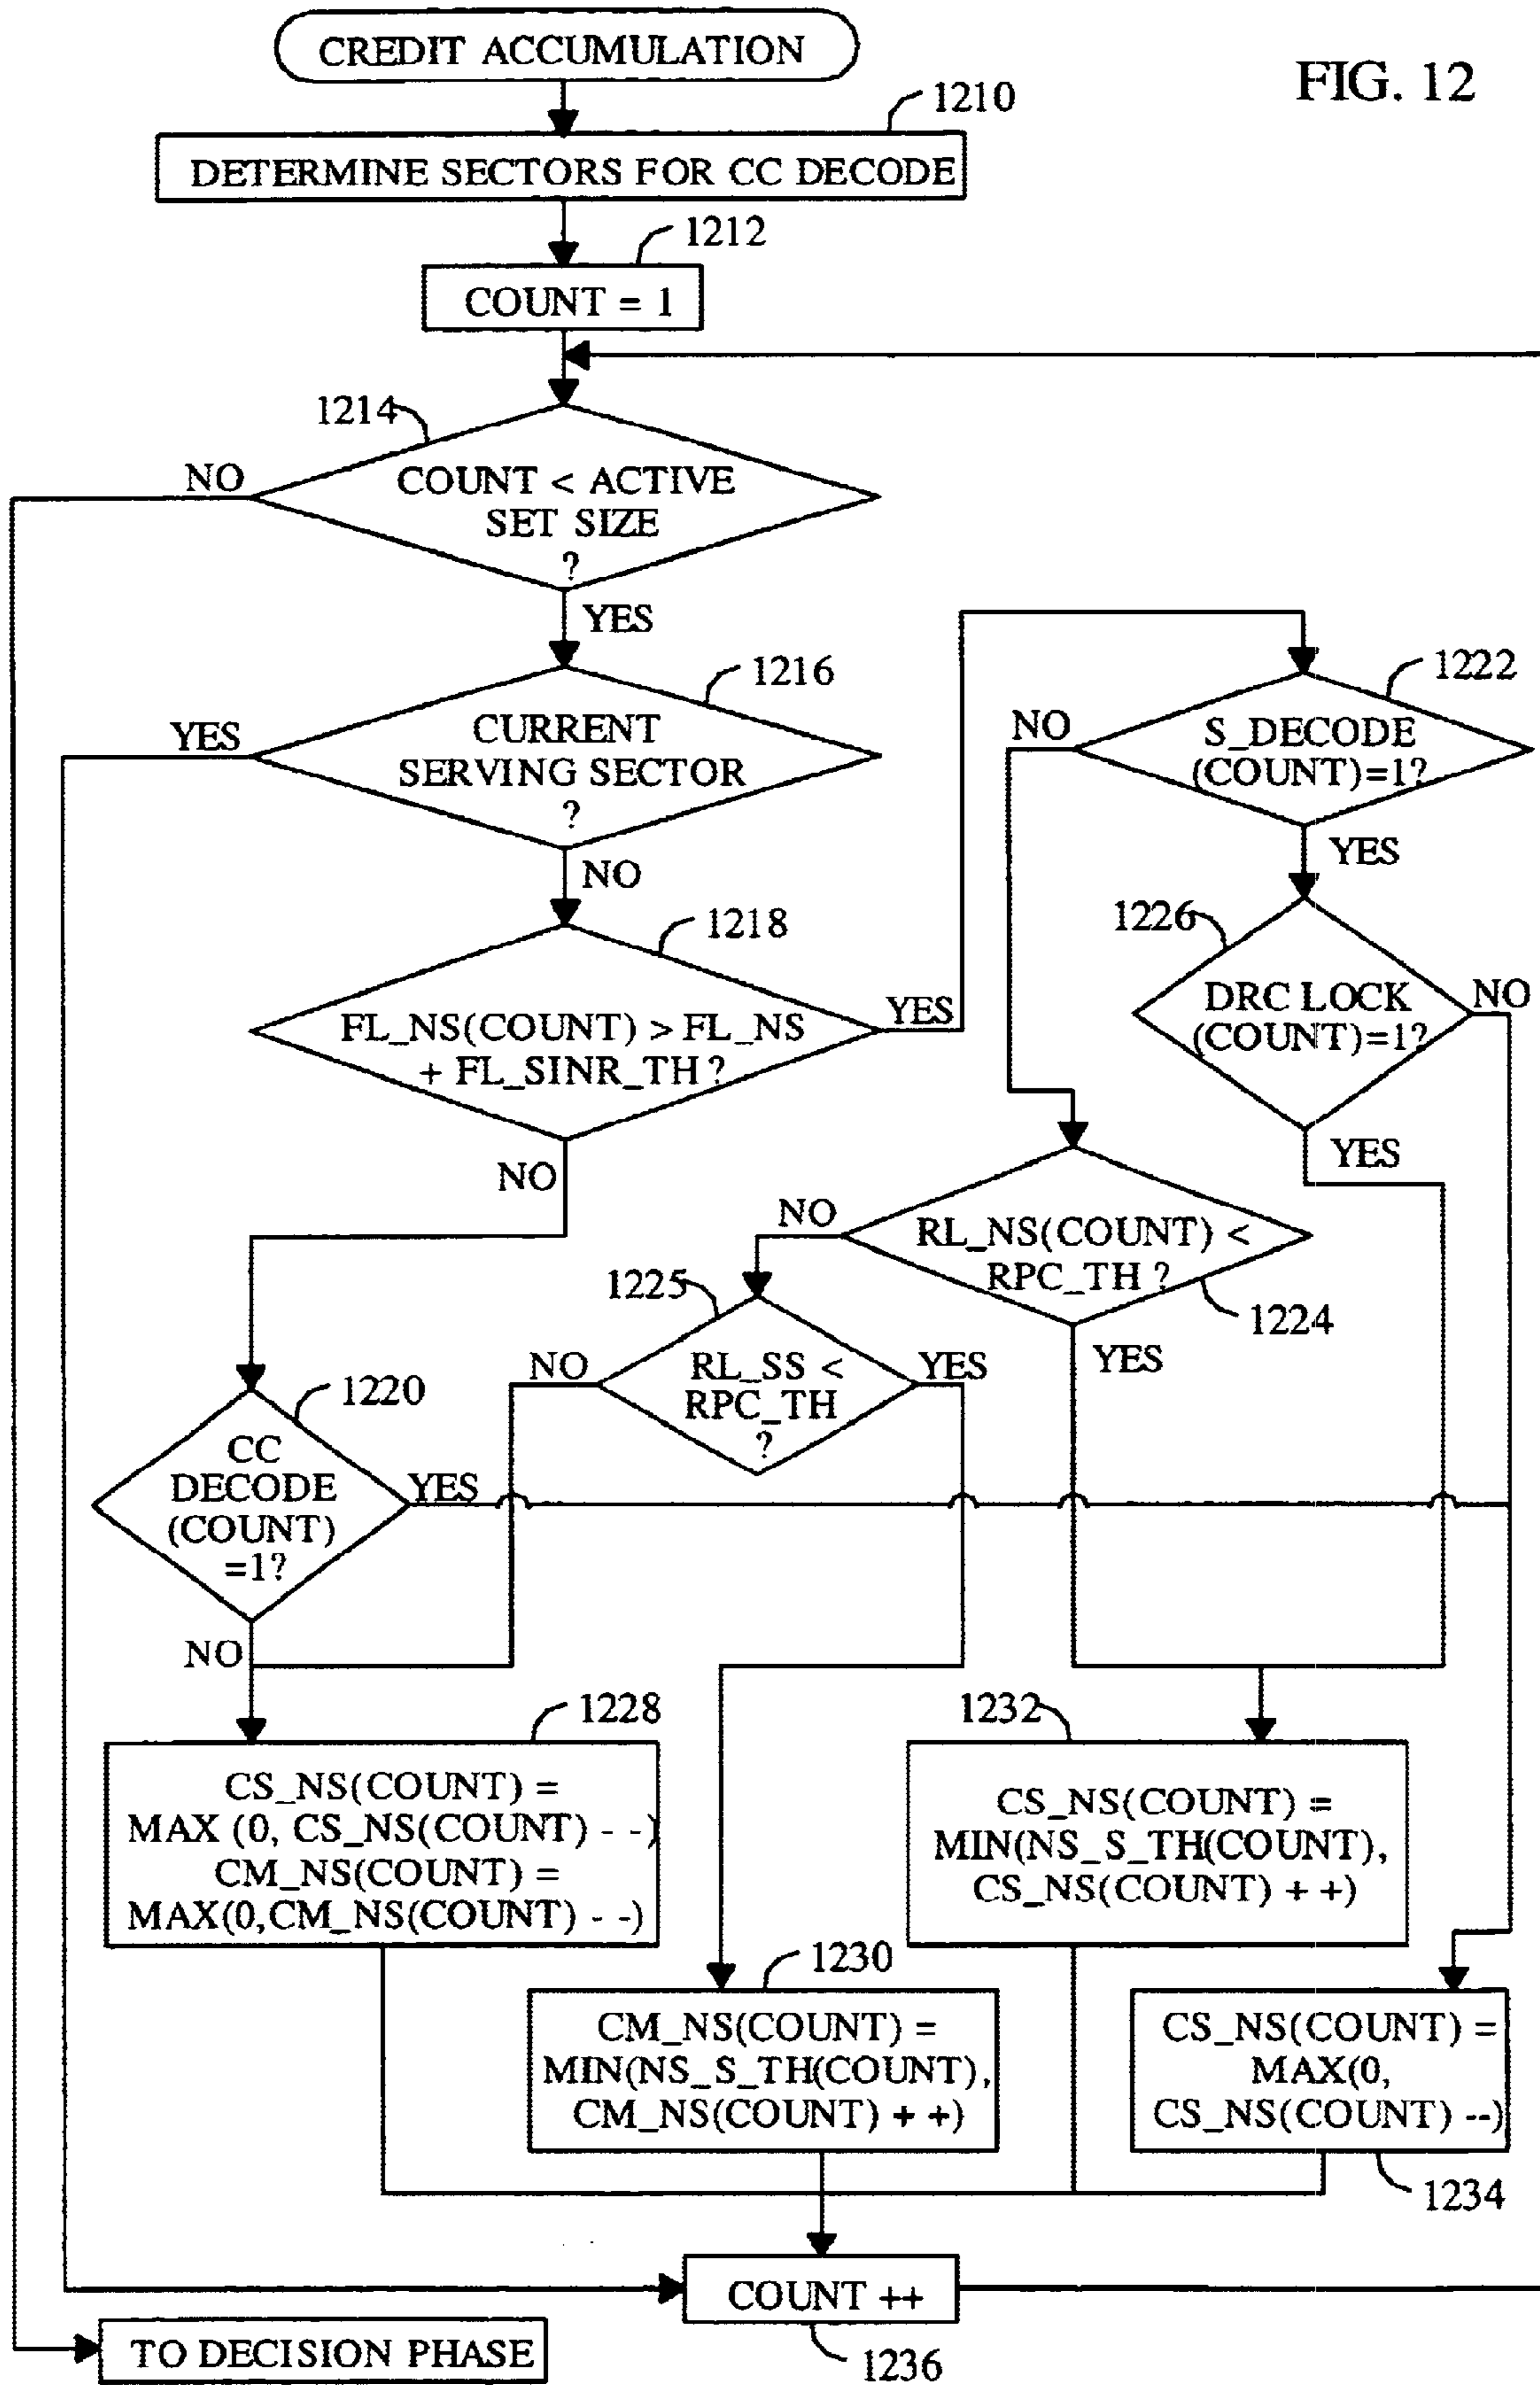 CREDIT ACCUMULATION
FIG. 12
1210
DETERMINE SECTORS FOR CC DECODE
1212
COUNT = 1
1214
NO
COUNT < ACTIVE
SET SIZE
?
YES
1216
YES
CURRENT
SERVING SECTOR
?
NO
1222
NO
S_DECODE
(COUNT)=1?
YES
1218
FL_NS(COUNT) > FL_NS
+ FL_SINR_TH ?
YES
NO
1226
DRC LOCK
(COUNT)=1?
NO
YES
NO
RL_NS(COUNT) <
RPC_TH ?
1224
YES
1225
NO
RL_SS <
RPC_TH
?
YES
1220
CC
DECODE
(COUNT)
=1?
YES
NO
1228
CS_NS(COUNT) =
MAX (0, CS_NS(COUNT) - -)
CM_NS(COUNT) =
MAX(0,CM_NS(COUNT) - -)
1232
CS_NS(COUNT) =
MIN(NS_S_TH(COUNT),
CS_NS(COUNT) + +)
1230
CM_NS(COUNT) =
MIN(NS_S_TH(COUNT),
CM_NS(COUNT) + +)
CS_NS(COUNT) =
MAX(0,
CS_NS(COUNT) --)
1234
COUNT ++
1236
TO DECISION PHASE